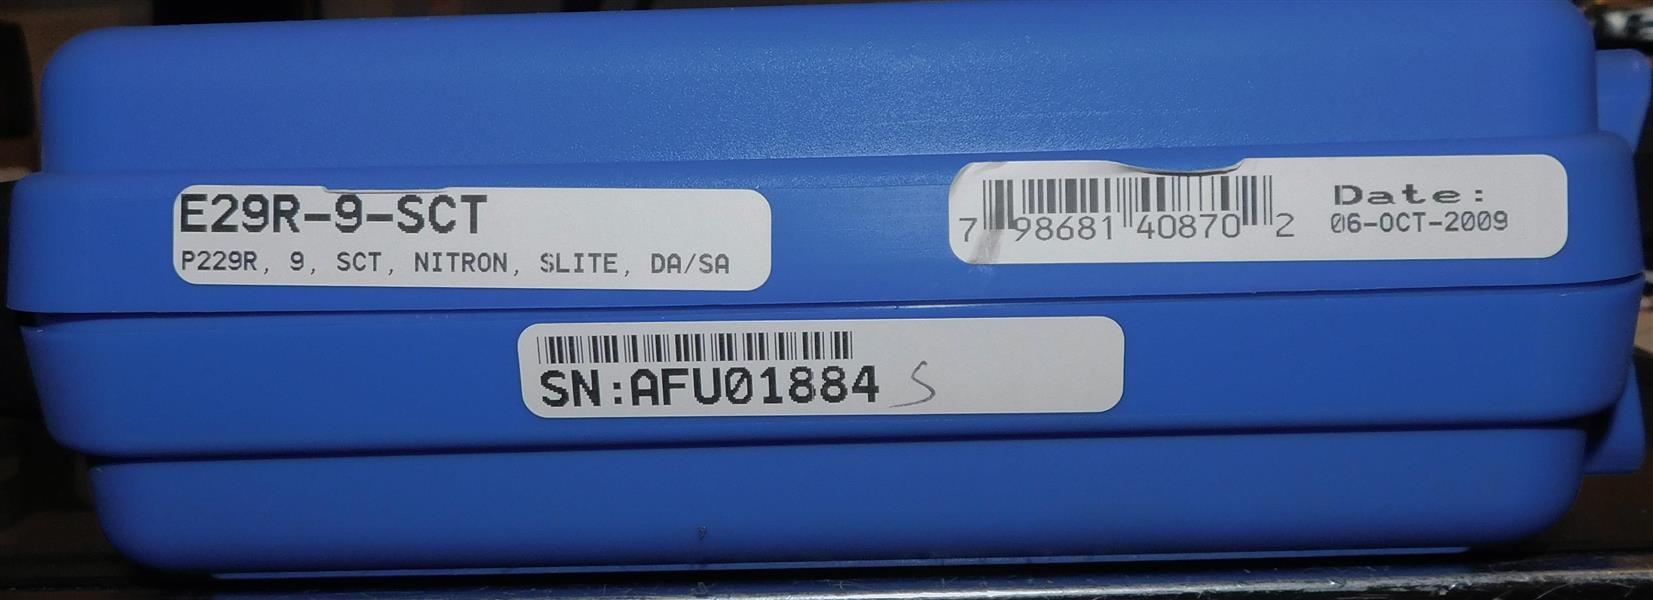 E29R-9-SCT
P229R, 9, SCT, NITRON, SLITE, DA/SA
7 98681 40870 2
Date:
06-OCT-2009
SN:AFU01884 S